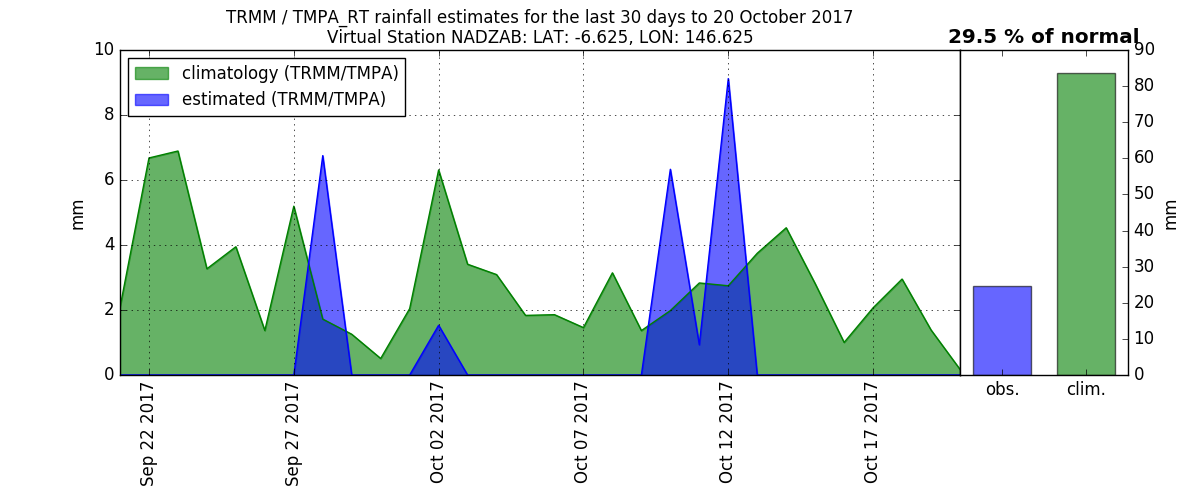 TRMM / TMPA_RT rainfall estimates for the last 30 days to 20 October 2017
Virtual Station NADZAB: LAT: -6.625, LON: 146.625
29.5 % of normal
climatology (TRMM/TMPA)
estimated (TRMM/TMPA)
mm
10
8
6
4
2
0
Sep 22 2017
Sep 27 2017
Oct 02 2017
Oct 07 2017
Oct 12 2017
Oct 17 2017
90
80
70
60
50
40
30
20
10
0
mm
obs.
clim.